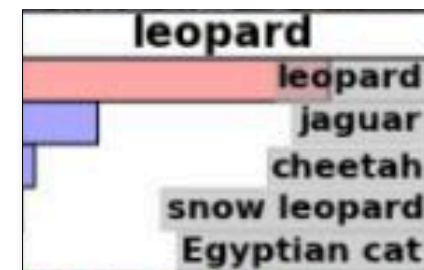 leopard
leopard
jaguar
cheetah
snow leopard
Egyptian cat